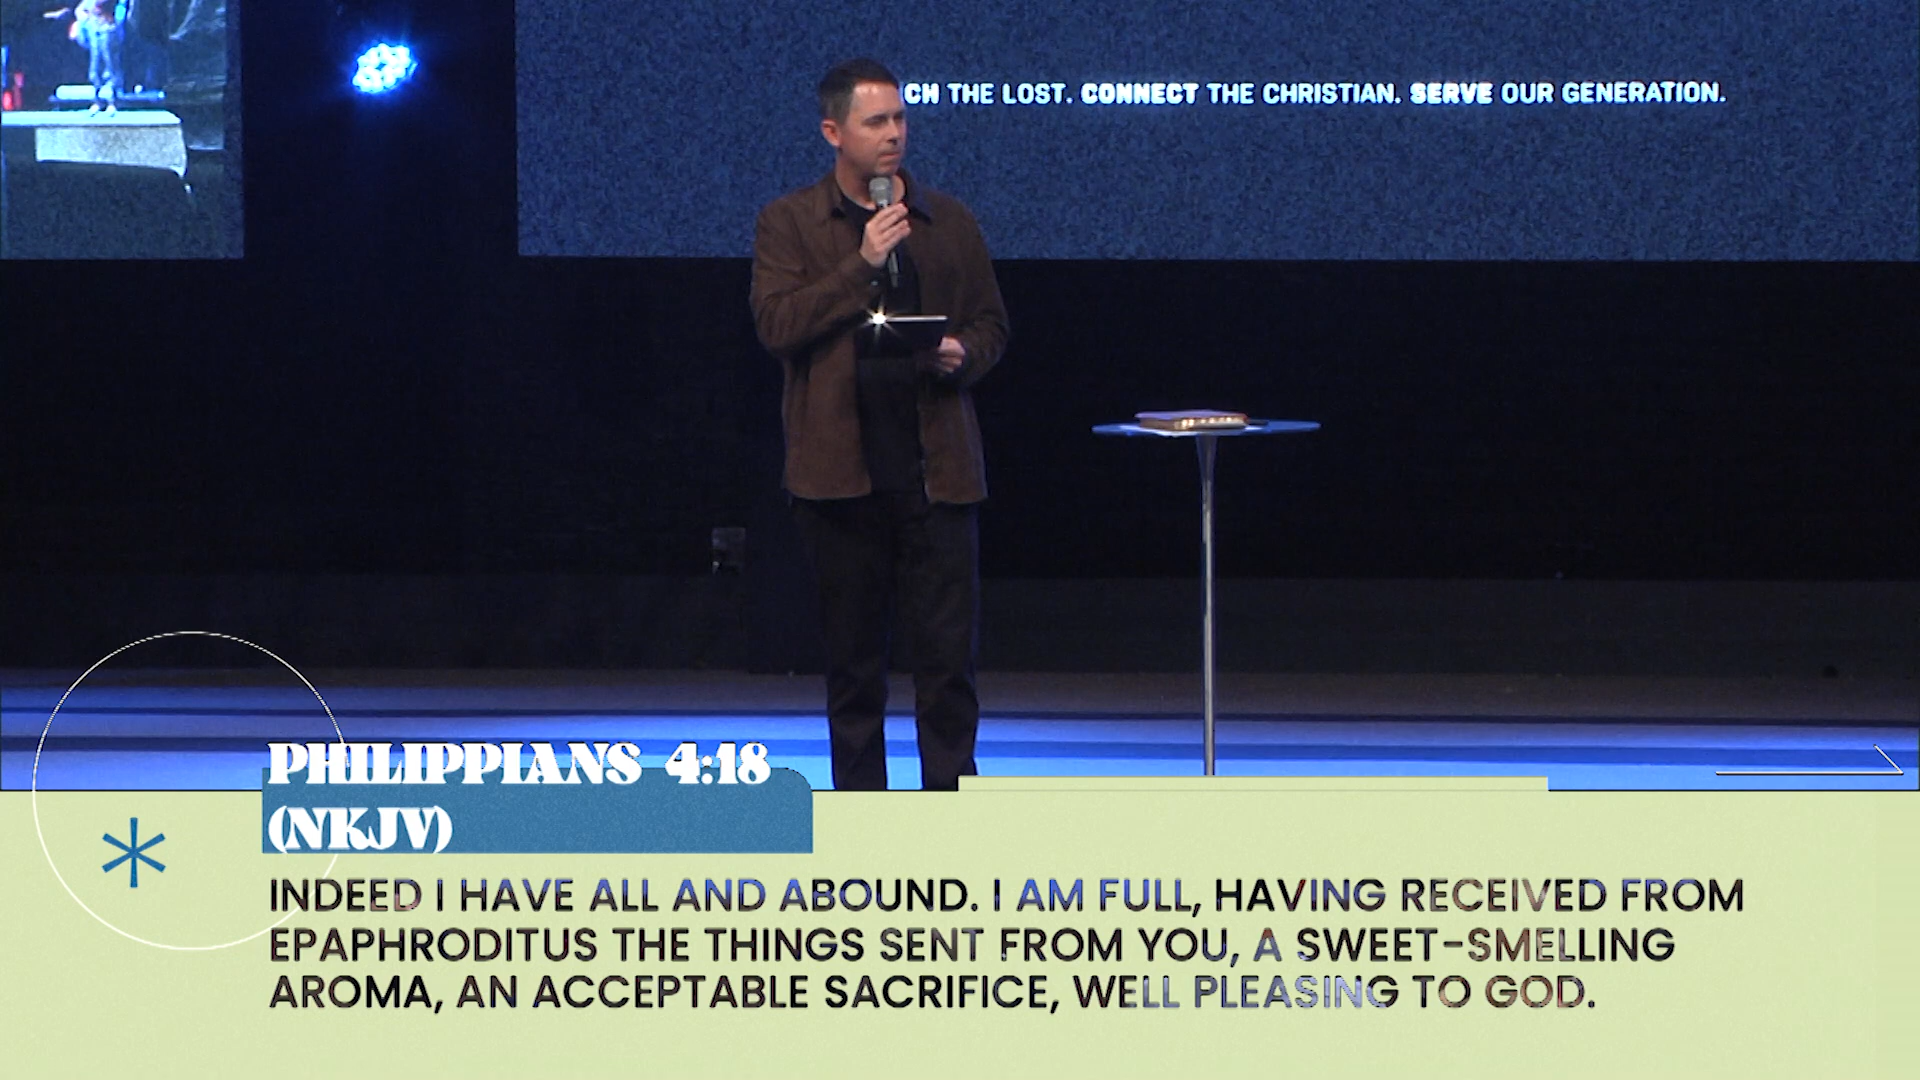 CH THE LOST. CONNECT THE CHRISTIAN. SERVE OUR GENERATION.
PHILIPPIANS 4:18
(NKJV)
INDEED I HAVE ALL AND ABOUND. I AM FULL, HAVING RECEIVED FROM
EPAPHRODITUS THE THINGS SENT FROM YOU, A SWEET-SMELLING
AROMA, AN ACCEPTABLE SACRIFICE, WELL PLEASING TO GOD.